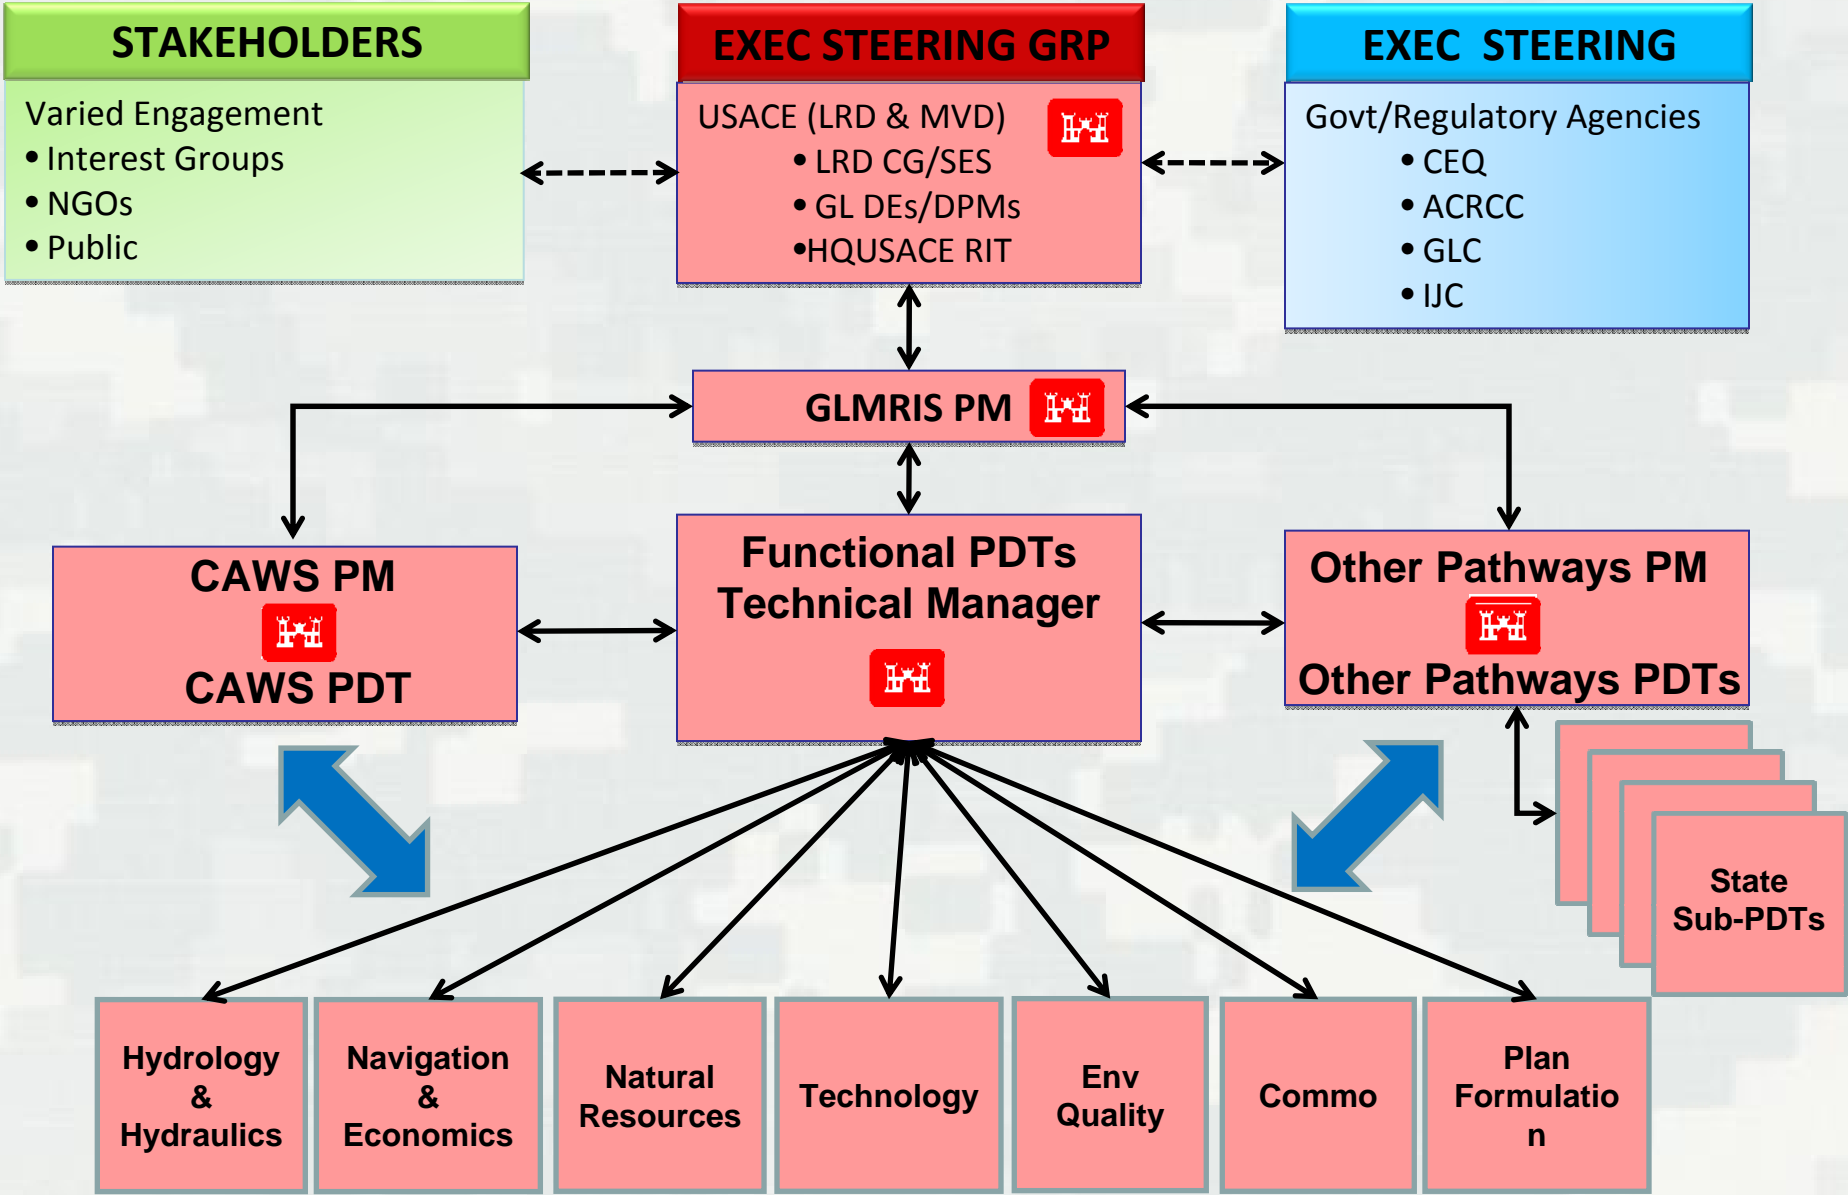 STAKEHOLDERS
Varied Engagement
• Interest Groups
• NGOs
• Public
EXEC STEERING GRP
USACE (LRD & MVD)
• LRD CG/SES
• GL DEs/DPMs
•HQUSACE RIT
EXEC STEERING
Govt/Regulatory Agencies
• CEQ
• ACRCC
• GLC
• IJC
GLMRIS PM
CAWS PM
CAWS PDT
Functional PDTs
Technical Manager
Other Pathways PM
Other Pathways PDTs
State
Sub-PDTs
Hydrology
&
Hydraulics
Navigation
&
Economics
Natural
Resources
Technology
Env
Quality
Commo
Plan
Formulatio
n